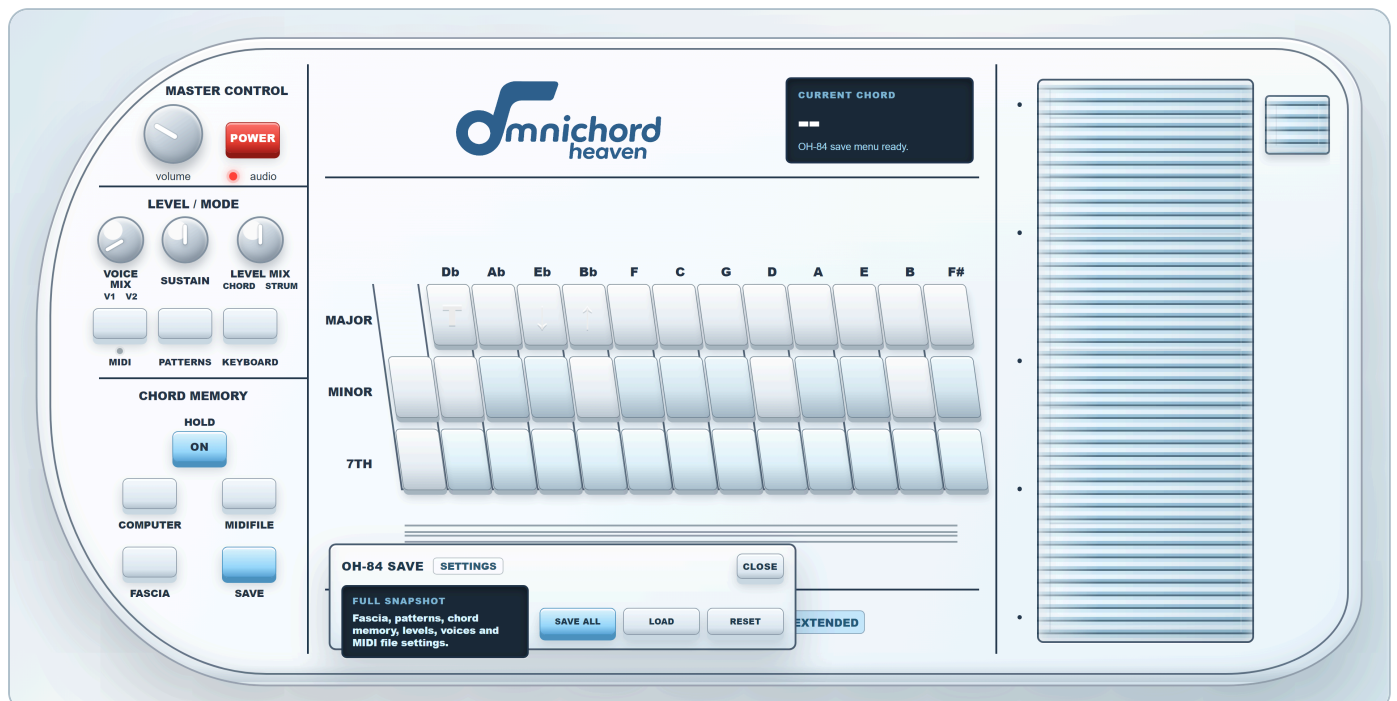 MASTER CONTROL
POWER
volume
audio
LEVEL / MODE
VOICE
MIX
V1 V2
SUSTAIN
LEVEL MIX
CHORD STRUM
MIDI
PATTERNS
KEYBOARD
CHORD MEMORY
HOLD
ON
COMPUTER
MIDIFILE
FASCIA
SAVE
Omnichord
heaven
CURRENT CHORD
--
OH-84 save menu ready.
Db Ab Eb Bb F C G D A E B F#
MAJOR
MINOR
7TH
OH-84 SAVE
SETTINGS
CLOSE
FULL SNAPSHOT
Fascia, patterns, chord
memory, levels, voices and
MIDI file settings.
SAVE ALL
LOAD
RESET
EXTENDED